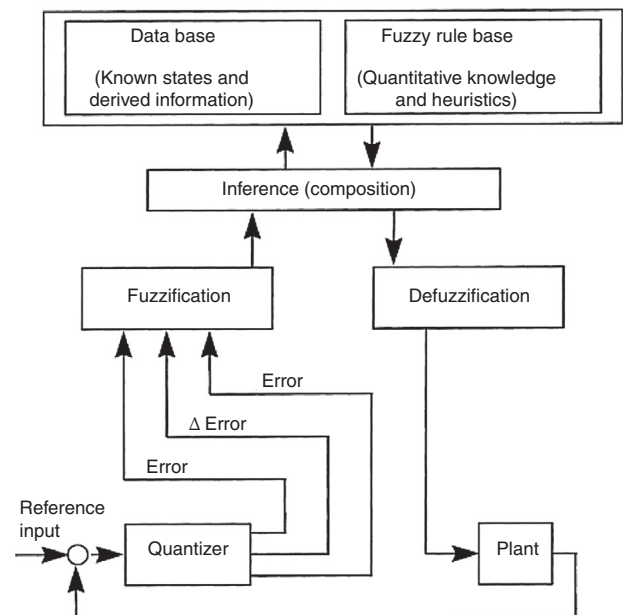 Data base
(Known states and
derived information)
Fuzzy rule base
(Quantitative knowledge
and heuristics)
Inference (composition)
Fuzzification
Defuzzification
Error
Δ Error
Error
Reference
input
Quantizer
Plant